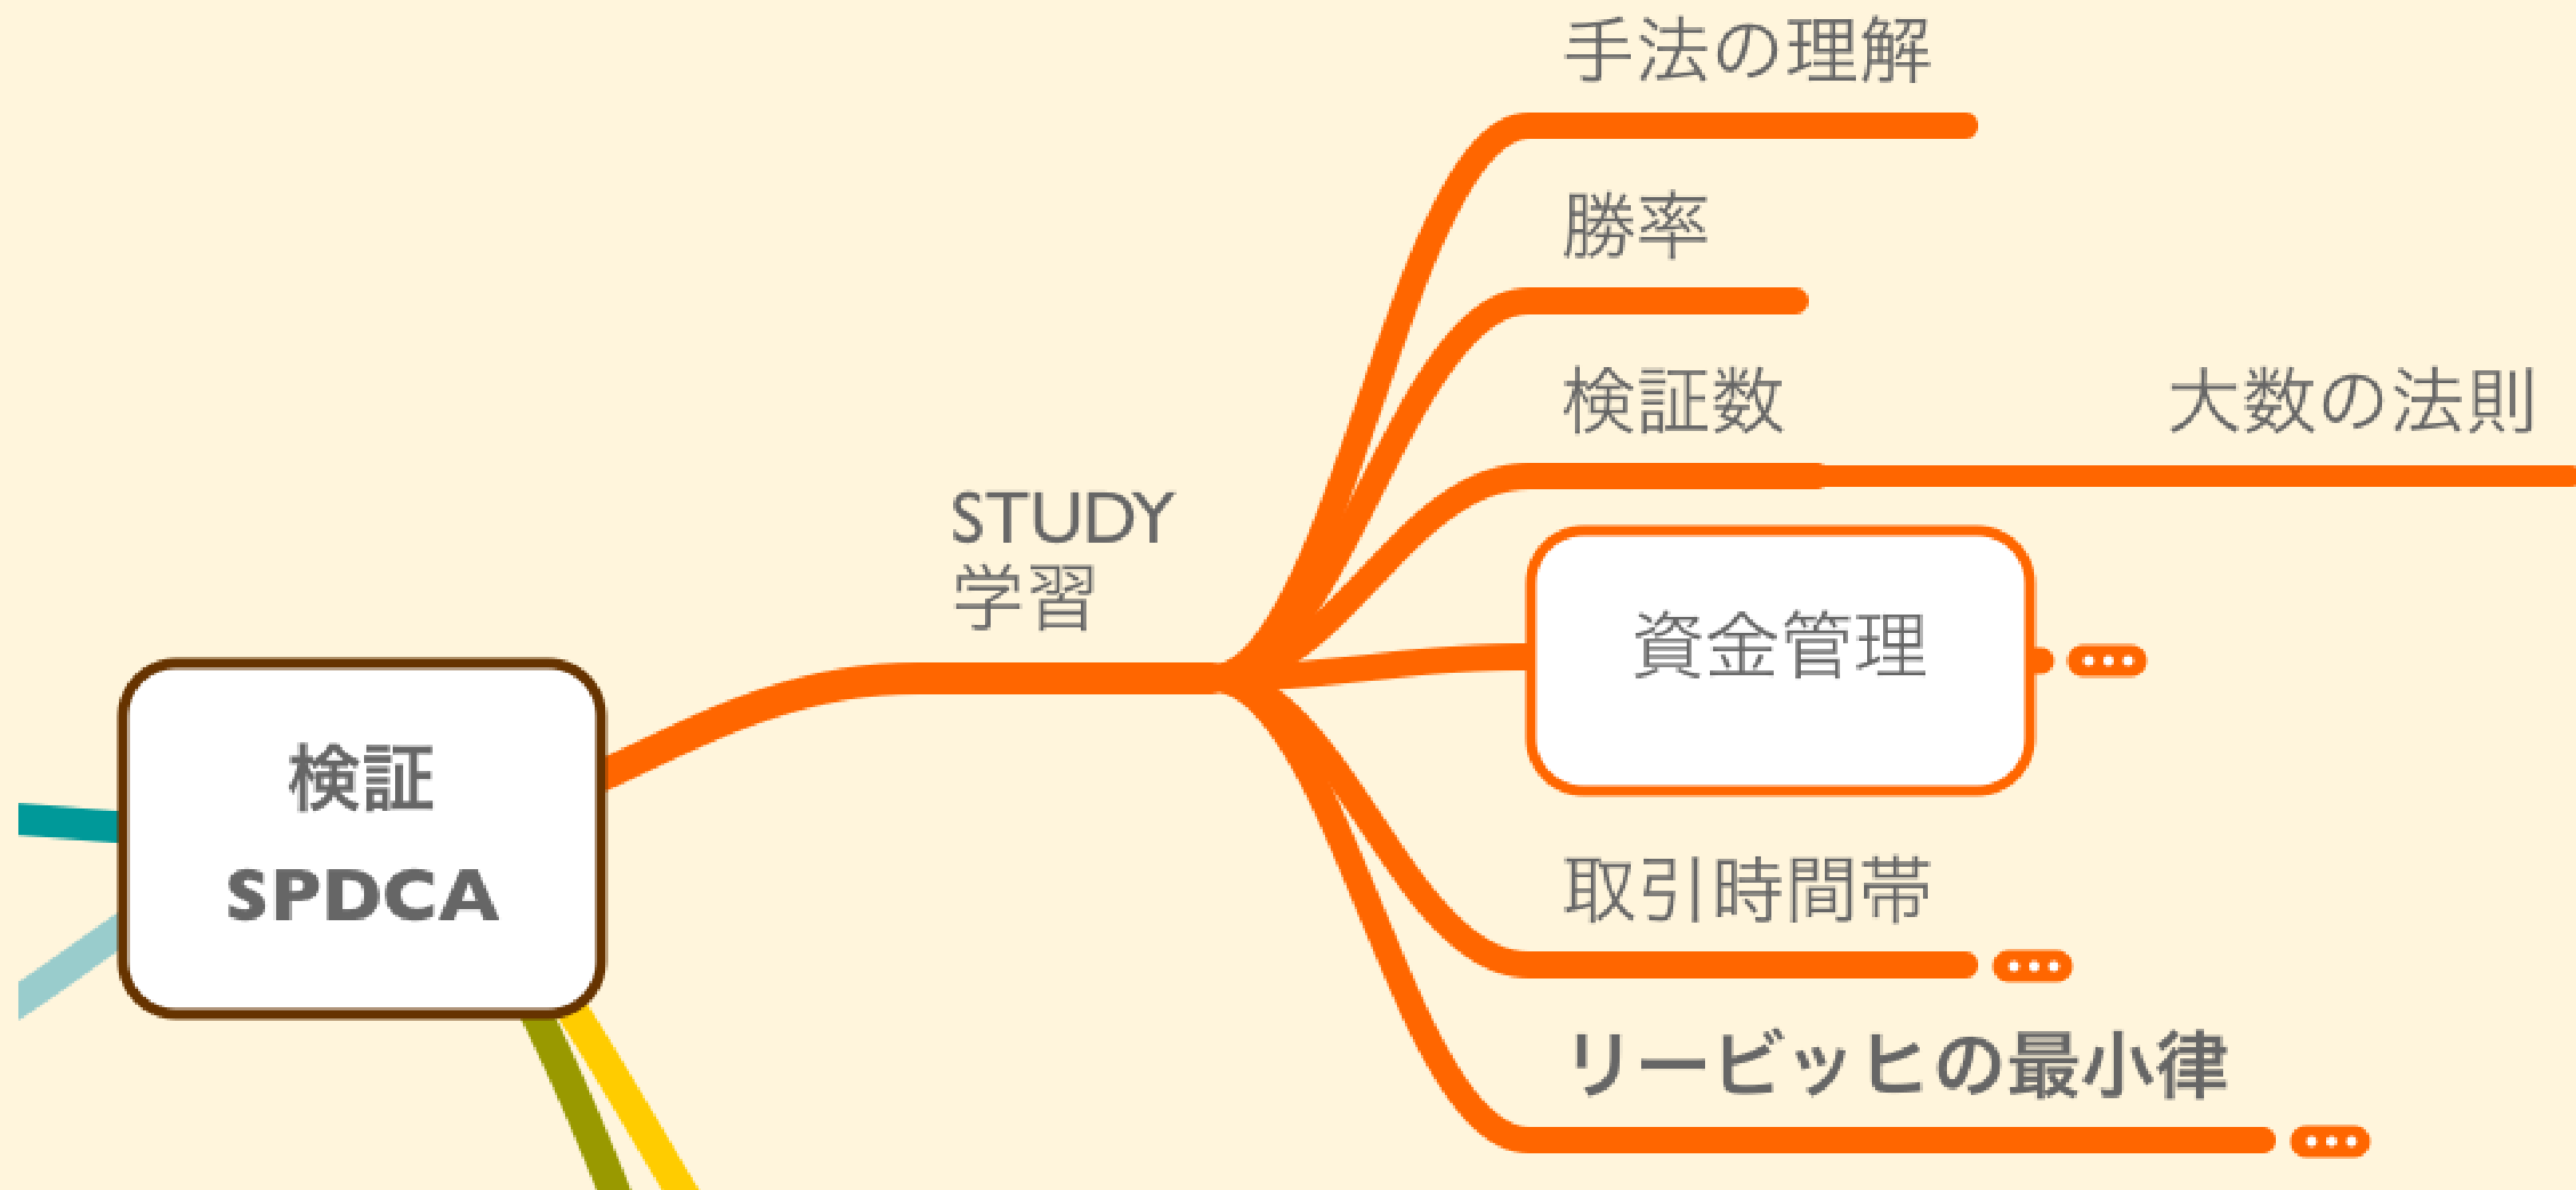 手法の理解
勝率
検証数
大数の法則
STUDY
学習
資金管理
検証
SPDCA
取引時間帯
リービッヒの最小律